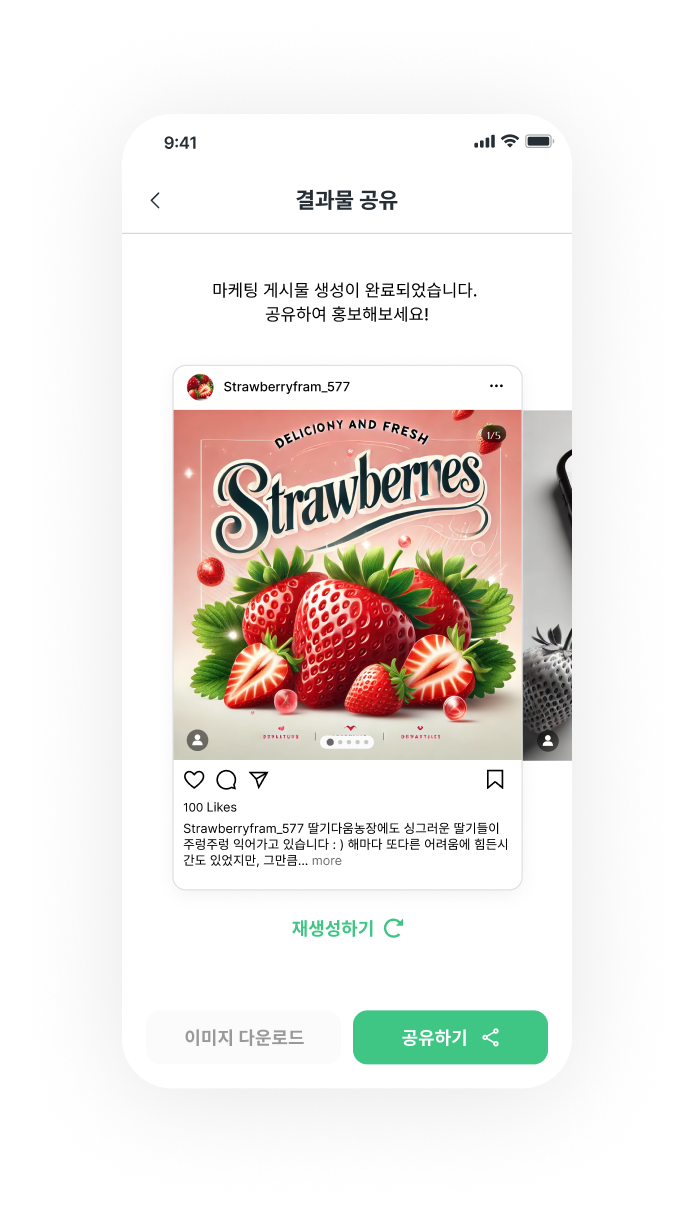 9:41
결과물 공유
마케팅 게시물 생성이 완료되었습니다.
공유하여 홍보해보세요!
Strawberryfram_577
DELICIONY AND FRESH
1/5
Strawberres
100 Likes
Strawberryfram_577 딸기다움농장에도 싱그러운 딸기들이
주렁주렁 익어가고 있습니다 : ) 해마다 또다른 어려움에 힘든시
간도 있었지만, 그만큼... more
재생성하기
이미지 다운로드
공유하기